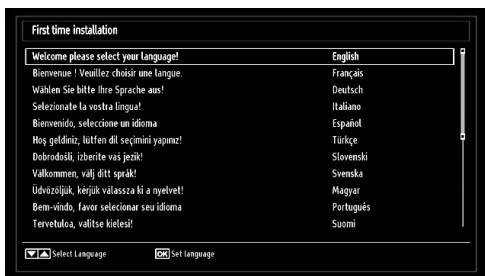 First time installation
Welcome please select your language! English
Bienvenue ! Veuillez choisir une langue. Français
Wählen Sie bitte Ihre Sprache aus! Deutsch
Selezionate la vostra lingua! Italiano
Bienvenido, seleccione un idioma Español
Hoş geldiniz, lütfen dil seçimini yapınız! Türkçe
Dobrodošli, izberite vaš jezik! Slovenski
Välkommen, välj ditt språk! Svenska
Üdvözöljük, kérjük válassza ki a nyelvet! Magyar
Bem-vindo, favor selecionar seu idioma Português
Tervetuloa, valitse kielesi! Suomi
Select Language OK Set language